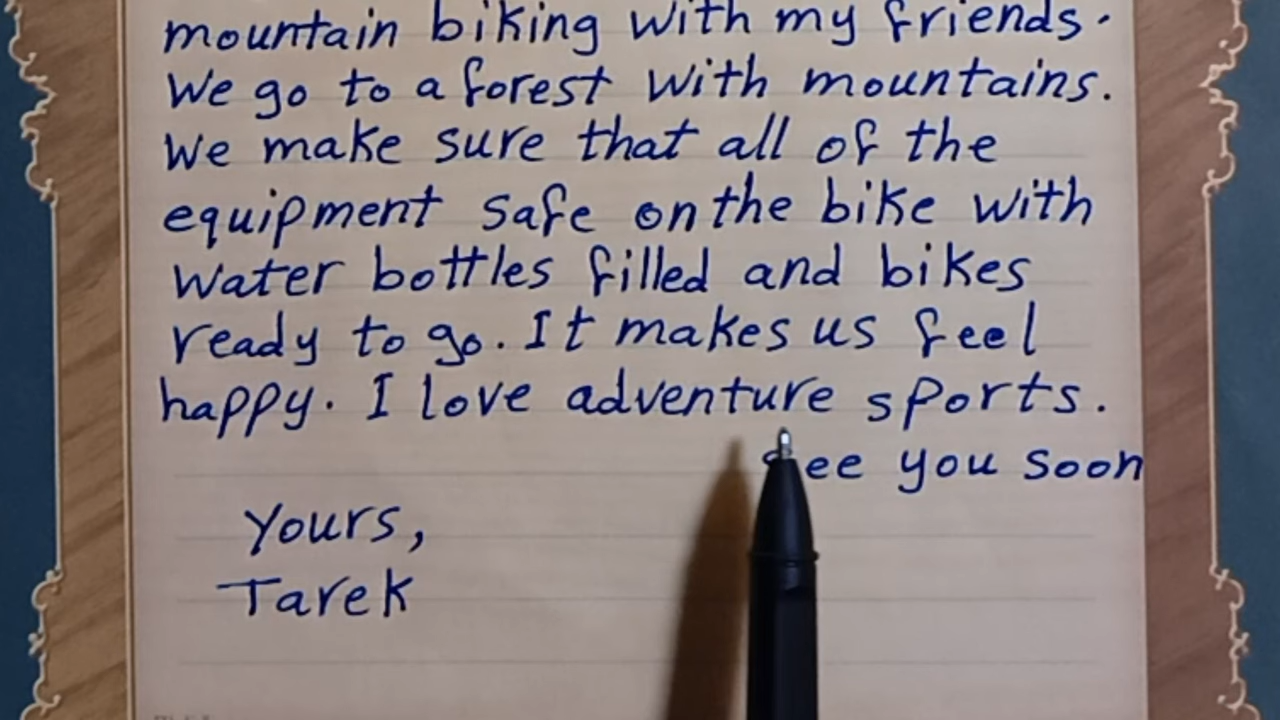 mountain biking with my friends.
We go to a forest with mountains.
We make sure that all of the
equipment safe on the bike with
water bottles filled and bikes
ready to go. It makes us feel
happy. I love adventure sports.
See you soon
Yours,
Tarek